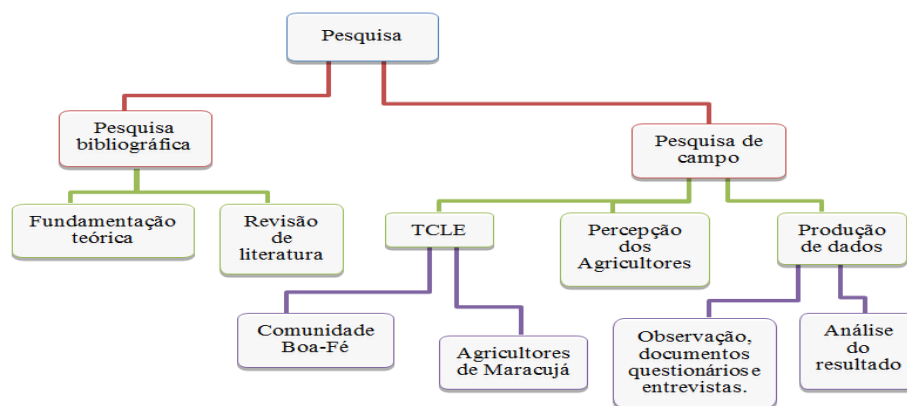 Pesquisa
Pesquisa
bibliográfica
Pesquisa de
campo
Fundamentação
teórica
Revisão
de
literatura
TCLE
Percepção
dos
Agricultores
Produção
de dados
Comunidade
Boa-Fé
Agricultores
de Maracujá
Observação,
documentos
questionários e
entrevistas.
Análise
do
resultado